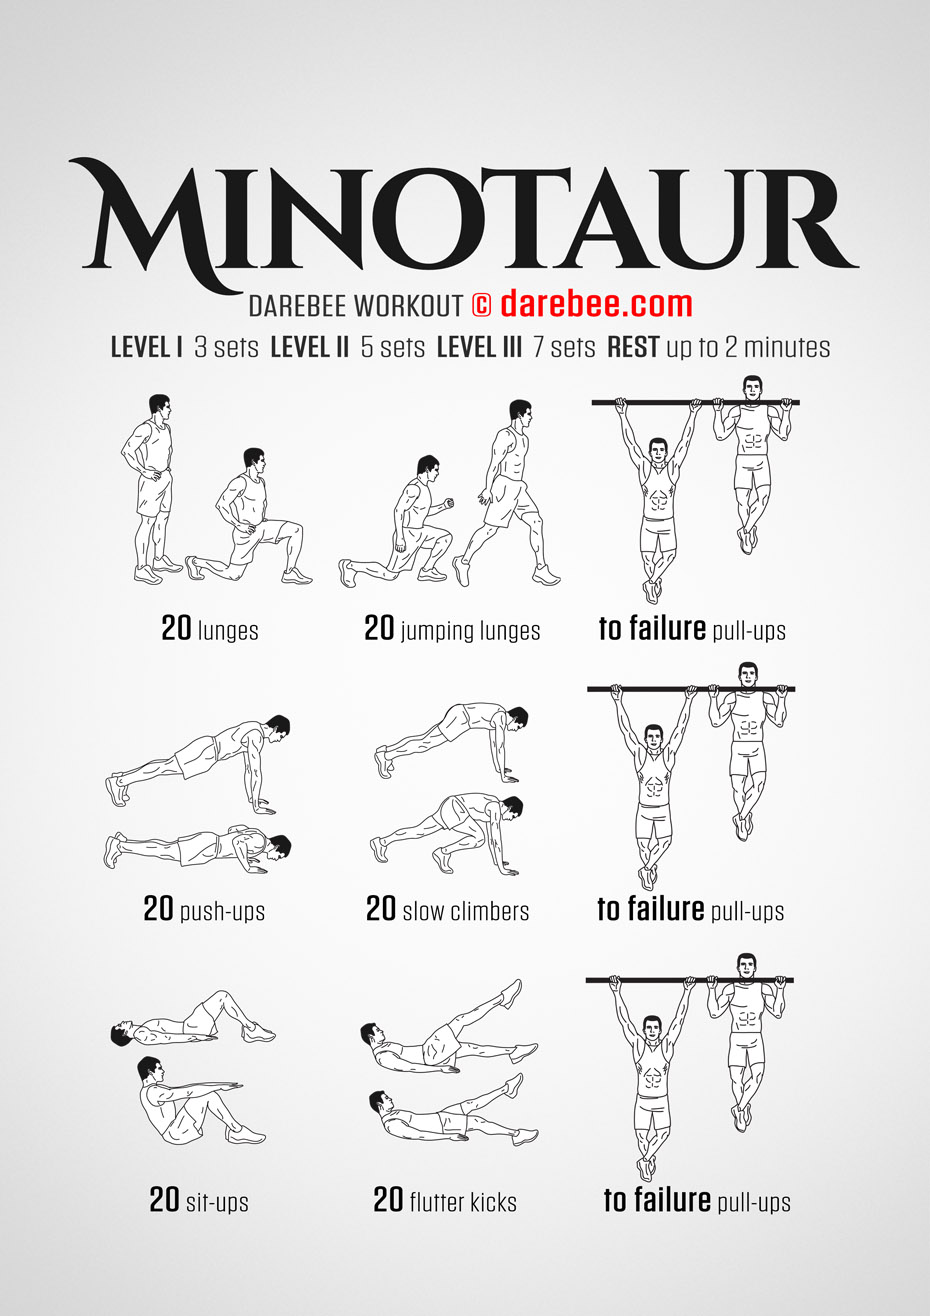 MINOTAUR
DAREBEE WORKOUT © darebee.com
LEVEL I 3 sets LEVEL II 5 sets LEVEL III 7 sets REST up to 2 minutes
20 lunges
20 jumping lunges
to failure pull-ups
20 push-ups
20 slow climbers
to failure pull-ups
20 sit-ups
20 flutter kicks
to failure pull-ups